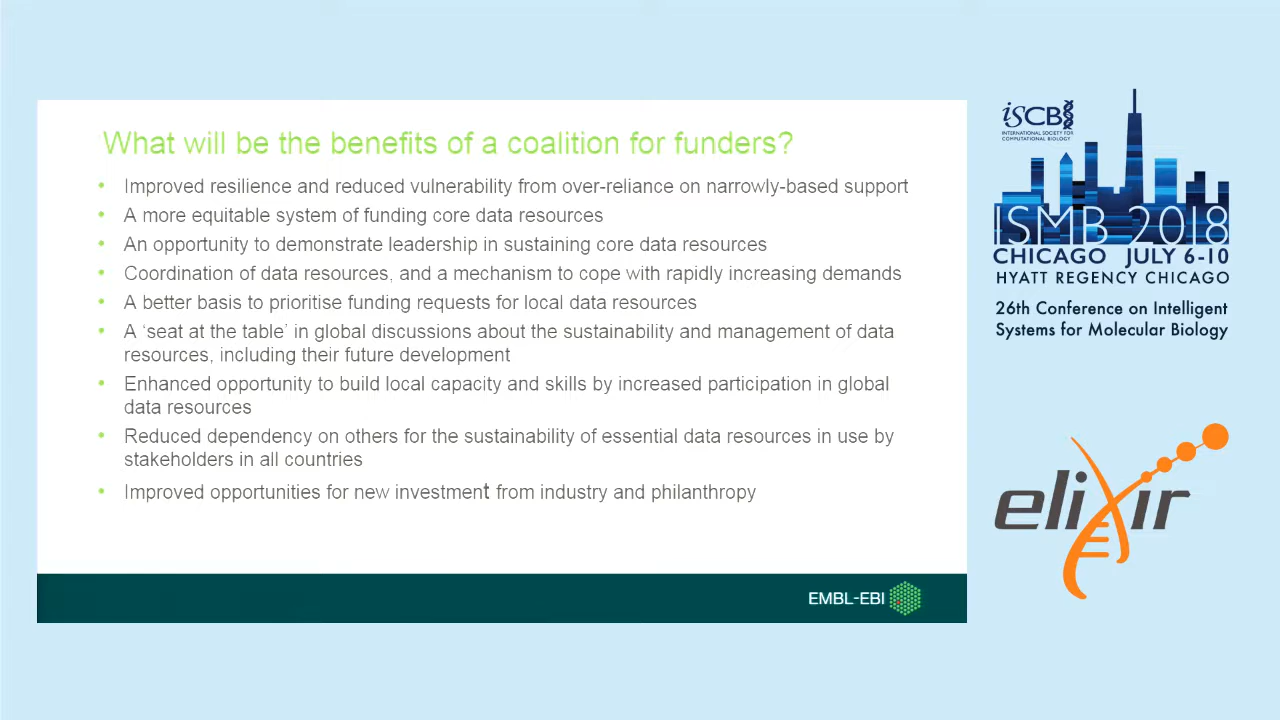 What will be the benefits of a coalition for funders?
• Improved resilience and reduced vulnerability from over-reliance on narrowly-based support
• A more equitable system of funding core data resources
• An opportunity to demonstrate leadership in sustaining core data resources
• Coordination of data resources, and a mechanism to cope with rapidly increasing demands
• A better basis to prioritise funding requests for local data resources
• A ‘seat at the table’ in global discussions about the sustainability and management of data
resources, including their future development
• Enhanced opportunity to build local capacity and skills by increased participation in global
data resources
• Reduced dependency on others for the sustainability of essential data resources in use by
stakeholders in all countries
• Improved opportunities for new investment from industry and philanthropy
EMBL-EBI
iSCB
INTERNATIONAL SOCIETY FOR
COMPUTATIONAL BIOLOGY
ISMB 2018
CHICAGO JULY 6-10
HYATT REGENCY CHICAGO
26th Conference on Intelligent
Systems for Molecular Biology
elixir